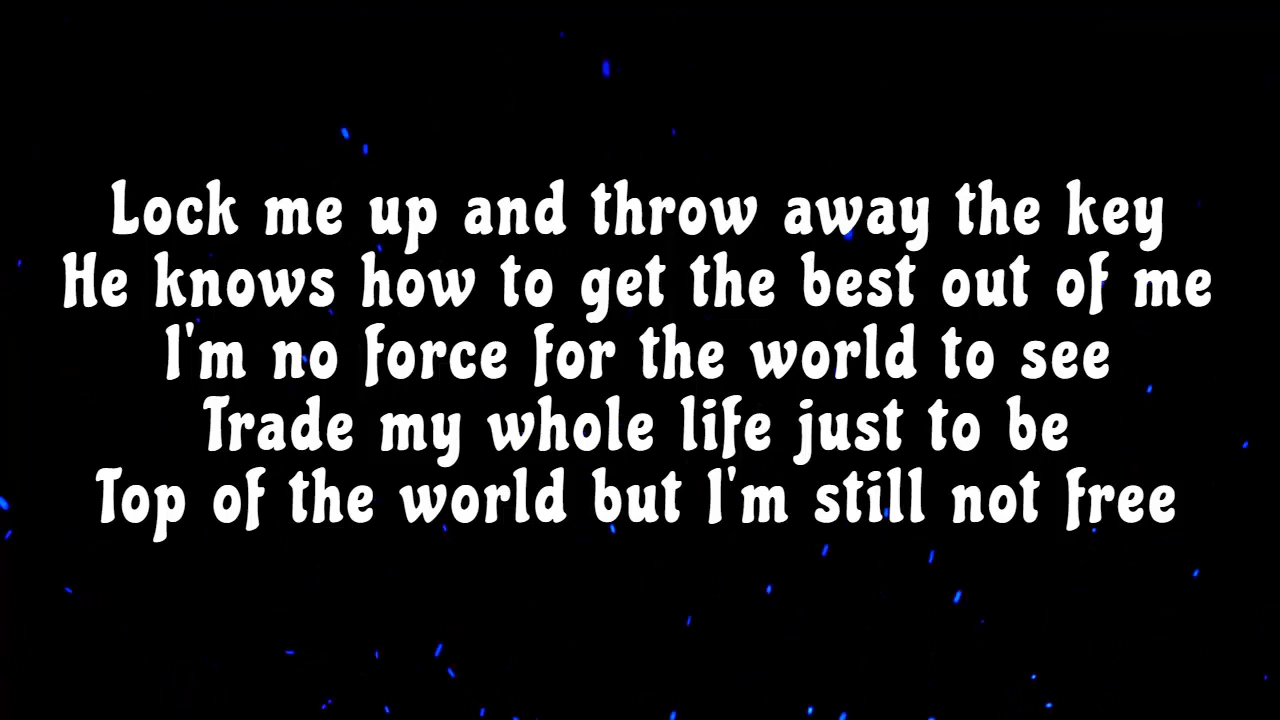 Lock me up and throw away the key
He knows how to get the best out of me
I'm no force for the world to see
Trade my whole life just to be
Top of the world but I'm still not free